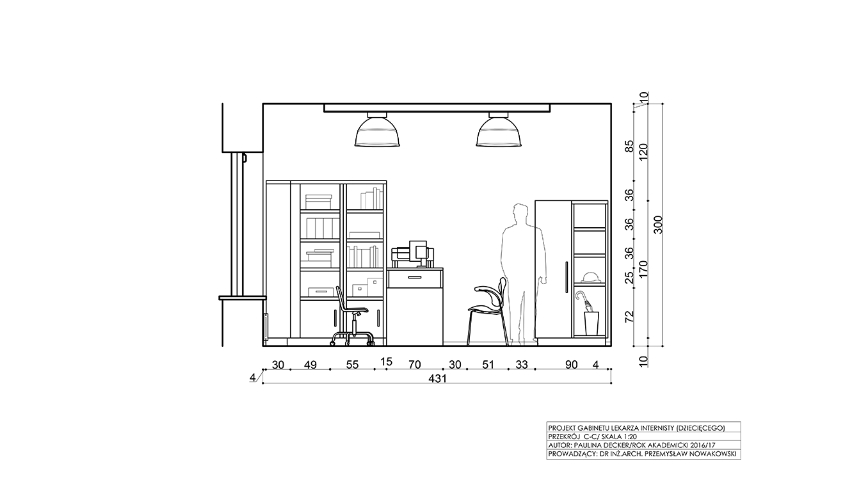 10
85
120
36
36
300
36
170
25
72
10
4 30 49 55 15 70 30 51 33 90 4
431
PROJEKT GABINETU LEKARZA INTERNISTY (DZIECIĘCEGO)
PRZEKRÓJ C-C/ SKALA 1:20
AUTOR: PAULINA DECKER/ROK AKADEMICKI 2016/17
PROWADZĄCY: DR INŻ.ARCH. PRZEMYSŁAW NOWAKOWSKI